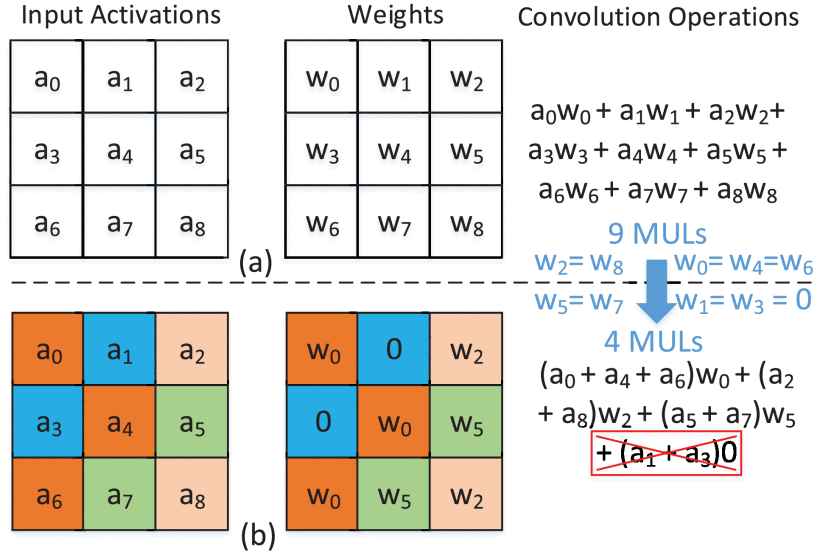 Input Activations
Weights
Convolution Operations
a₀ a₁ a₂
a₃ a₄ a₅
a₆ a₇ a₈
w₀ w₁ w₂
w₃ w₄ w₅
w₆ w₇ w₈
a₀w₀ + a₁w₁ + a₂w₂+
a₃w₃ + a₄w₄ + a₅w₅ +
a₆w₆ + a₇w₇ + a₈w₈
(a)
9 MULs
w₂= w₈ w₀= w₄=w₆
w₅= w₇ w₁= w₃ = 0
4 MULs
a₀ a₁ a₂
a₃ a₄ a₅
a₆ a₇ a₈
w₀ 0 w₂
0 w₀ w₅
w₀ w₅ w₂
(a₀ + a₄ + a₆)w₀ + (a₂
+ a₈)w₂ + (a₅ + a₇)w₅
+ (a₁ + a₃)0
(b)